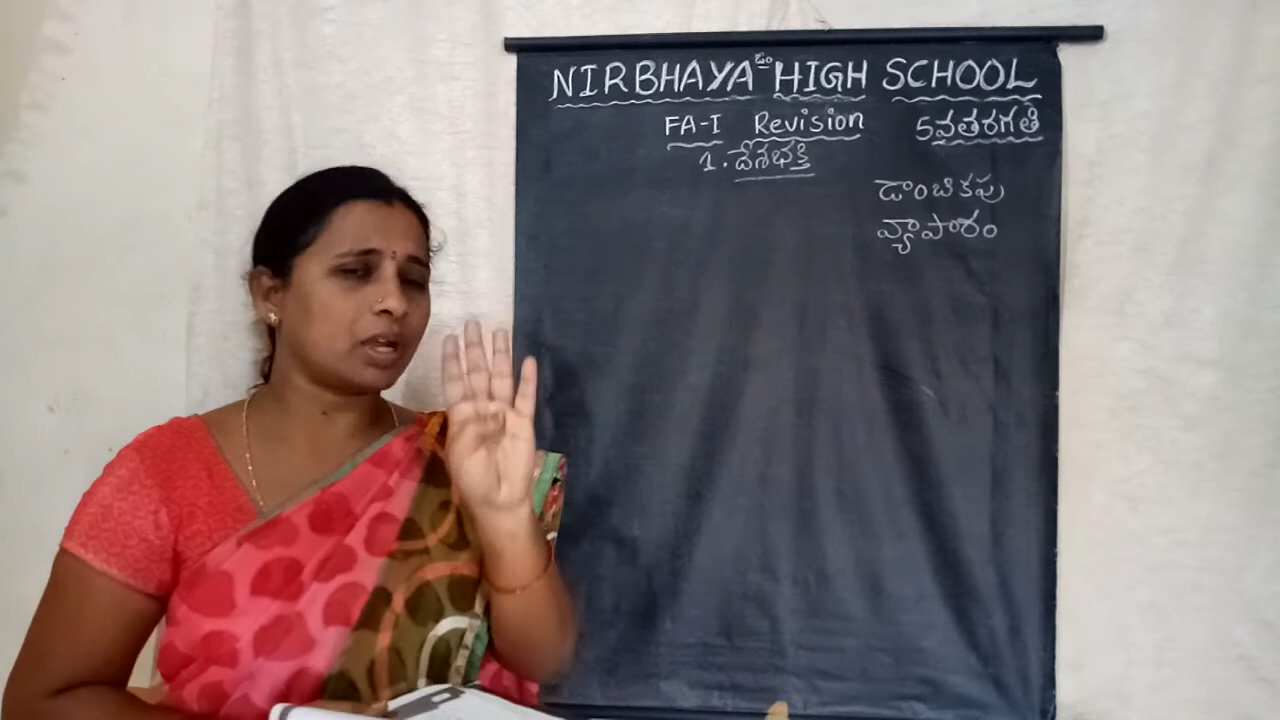 ఓం
NIRBHAYA HIGH SCHOOL
FA-I Revision 5వతరగతి
1. దేశభక్తి
డాంబికపు
వ్యాపారం